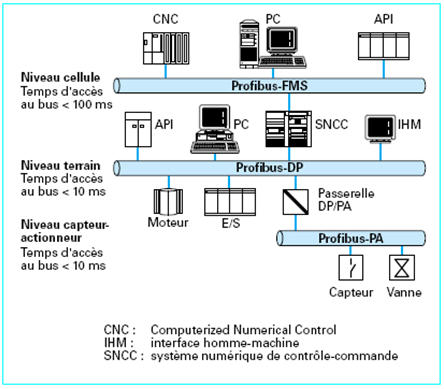 CNC
PC
API
Niveau cellule
Temps d'accès
au bus < 100 ms
Profibus-FMS
API
PC
SNCC
IHM
Niveau terrain
Temps d'accès
au bus < 10 ms
Profibus-DP
Moteur
E/S
Passerelle
DP/PA
Niveau capteur-
actionneur
Temps d'accès
au bus < 10 ms
Profibus-PA
Capteur
Vanne
CNC : Computerized Numerical Control
IHM : interface homme-machine
SNCC : système numérique de contrôle-commande